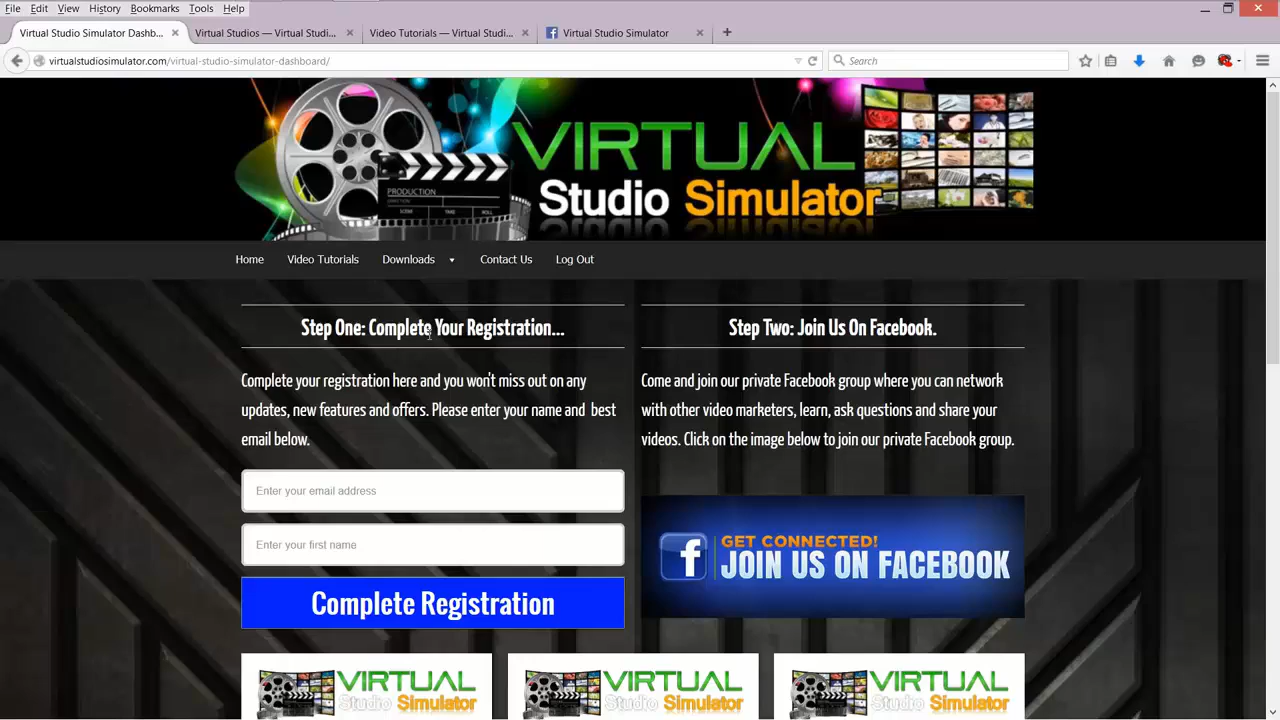 File Edit View History Bookmarks Tools Help
Virtual Studio Simulator Dashb... Virtual Studios — Virtual Studi... Video Tutorials — Virtual Studi... Virtual Studio Simulator
virtualstudiosimulator.com/virtual-studio-simulator-dashboard/ Search
PRODUCTION
VIRTUAL
Studio Simulator
Home Video Tutorials Downloads Contact Us Log Out
Step One: Complete Your Registration...
Complete your registration here and you won't miss out on any
updates, new features and offers. Please enter your name and best
email below.
Enter your email address
Enter your first name
Complete Registration
Step Two: Join Us On Facebook.
Come and join our private Facebook group where you can network
with other video marketers, learn, ask questions and share your
videos. Click on the image below to join our private Facebook group.
f GET CONNECTED!
JOIN US ON FACEBOOK
VIRTUAL
Studio Simulator
VIRTUAL
Studio Simulator
VIRTUAL
Studio Simulator